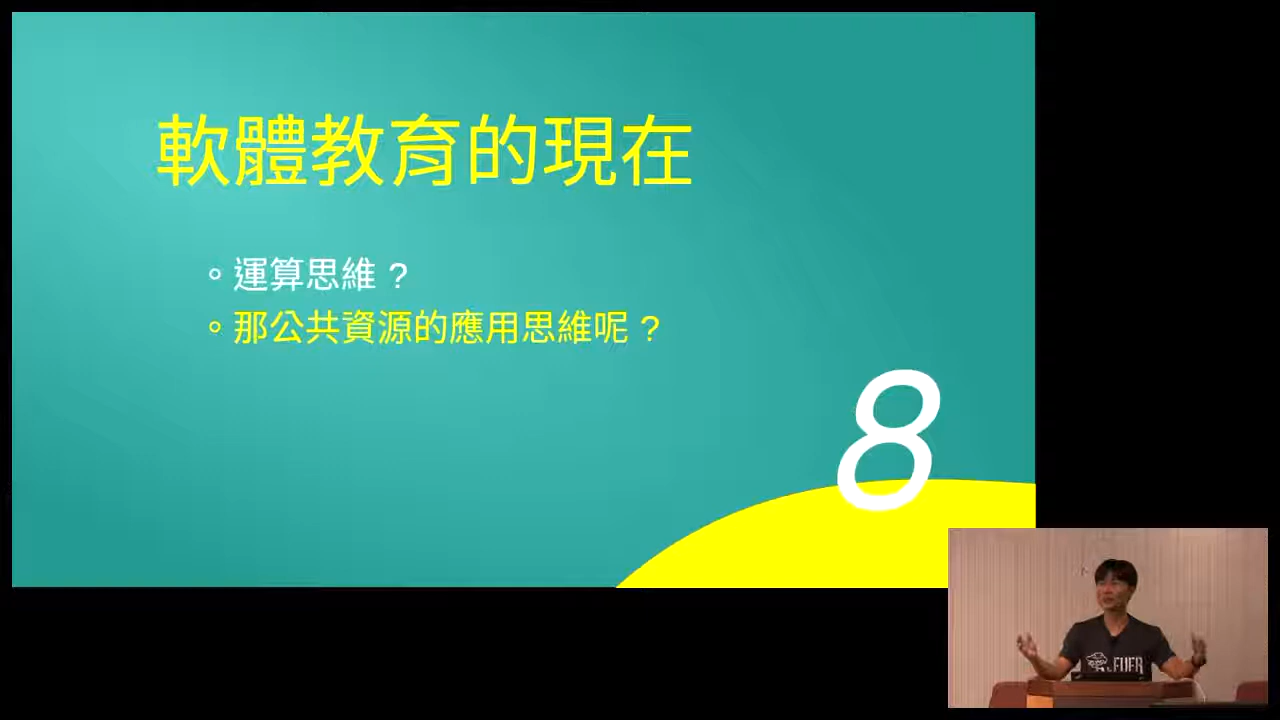 軟體教育的現在
。運算思維？
。那公共資源的應用思維呢？
8